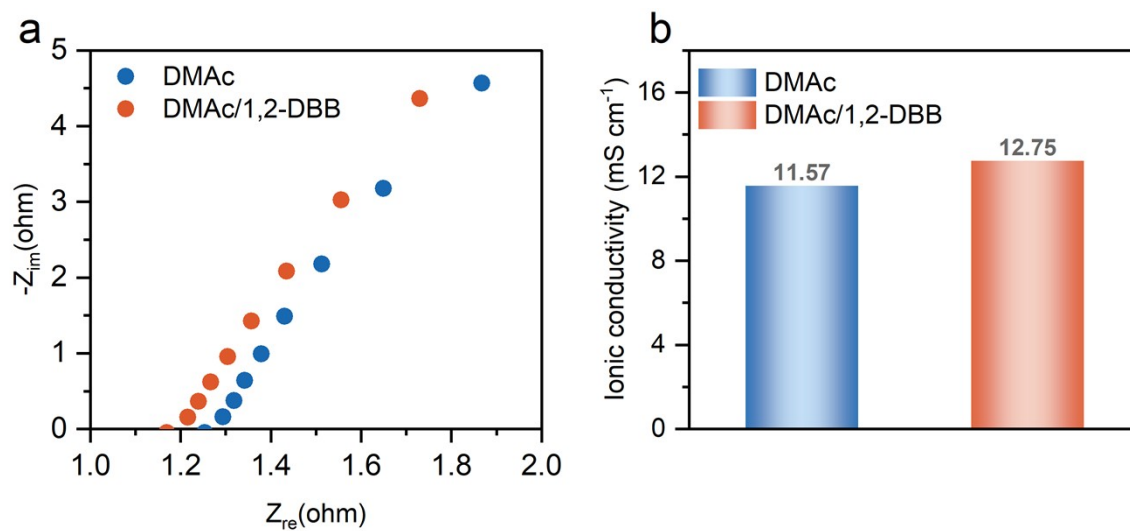 a
5
4
3
2
1
0
-Z_im(ohm)
DMAc
DMAc/1,2-DBB
1.0 1.2 1.4 1.6 1.8 2.0
Z_re(ohm)
b
16
12
8
4
0
Ionic conductivity (mS cm⁻¹)
DMAc
DMAc/1,2-DBB
11.57
12.75